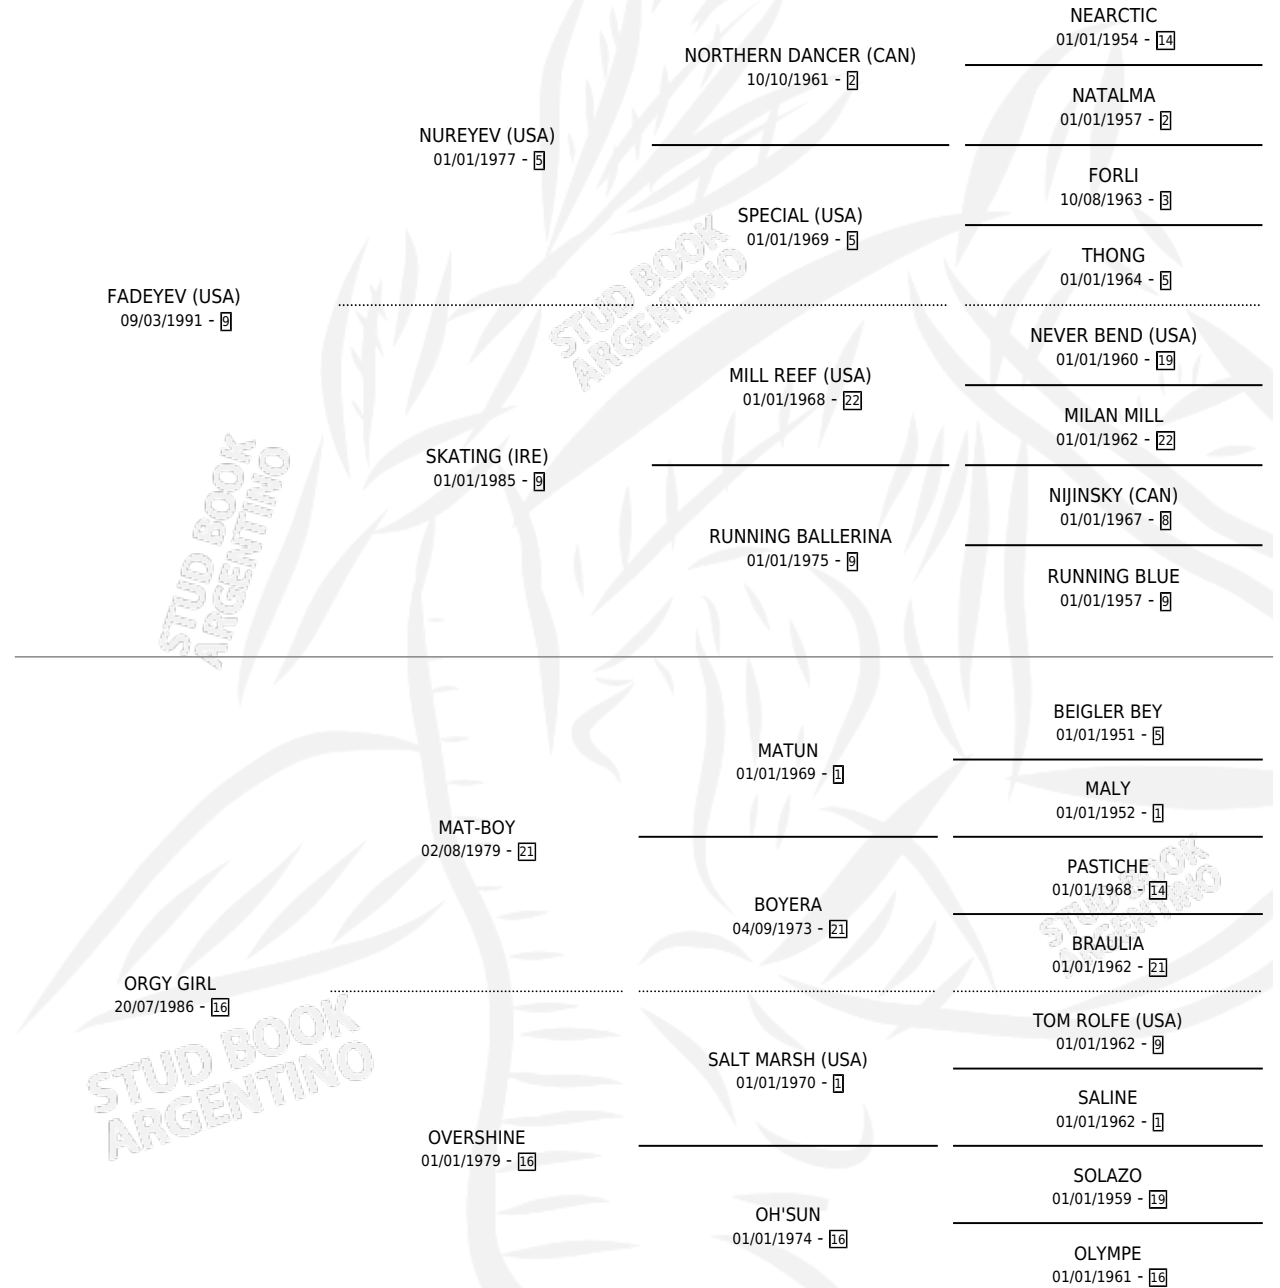 NEARCTIC
01/01/1954 - 14
NORTHERN DANCER (CAN)
10/10/1961 - 2
NATALMA
01/01/1957 - 2
NUREYEV (USA)
01/01/1977 - 5
FORLI
10/08/1963 - 3
SPECIAL (USA)
01/01/1969 - 5
THONG
01/01/1964 - 5
FADEYEV (USA)
09/03/1991 - 9
NEVER BEND (USA)
01/01/1960 - 19
MILL REEF (USA)
01/01/1968 - 22
MILAN MILL
01/01/1962 - 22
SKATING (IRE)
01/01/1985 - 9
NIJINSKY (CAN)
01/01/1967 - 8
RUNNING BALLERINA
01/01/1975 - 9
RUNNING BLUE
01/01/1957 - 9
BEIGLER BEY
01/01/1951 - 5
MATUN
01/01/1969 - 1
MALY
01/01/1952 - 1
MAT-BOY
02/08/1979 - 21
PASTICHE
01/01/1968 - 14
BOYERA
04/09/1973 - 21
BRAULIA
01/01/1962 - 21
ORGY GIRL
20/07/1986 - 16
TOM ROLFE (USA)
01/01/1962 - 9
SALT MARSH (USA)
01/01/1970 - 1
SALINE
01/01/1962 - 1
OVERSHINE
01/01/1979 - 16
SOLAZO
01/01/1959 - 19
OH'SUN
01/01/1974 - 16
OLYMPE
01/01/1961 - 16
STUD BOOK
ARGENTINO
STUD BOOK
ARGENTINO
STUD BOOK
ARGENTINO
STUD BOOK
ARGENTINO